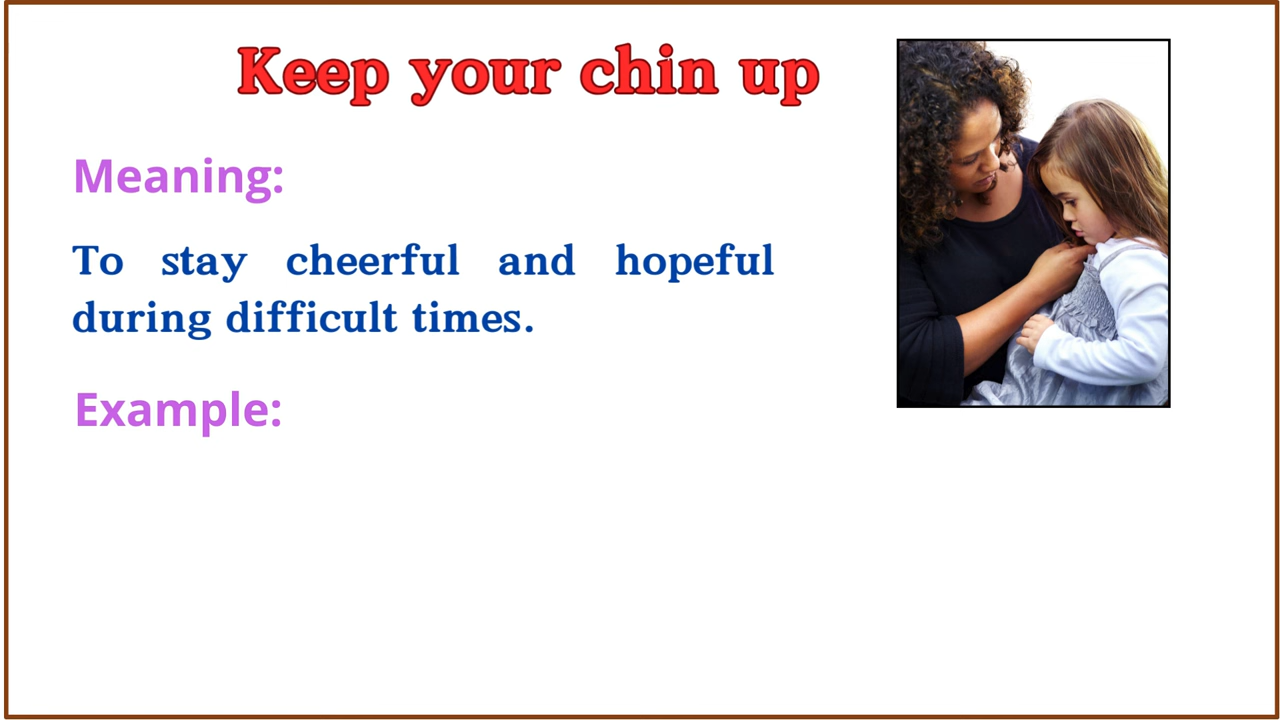 Keep your chin up
Meaning:
To stay cheerful and hopeful
during difficult times.
Example: